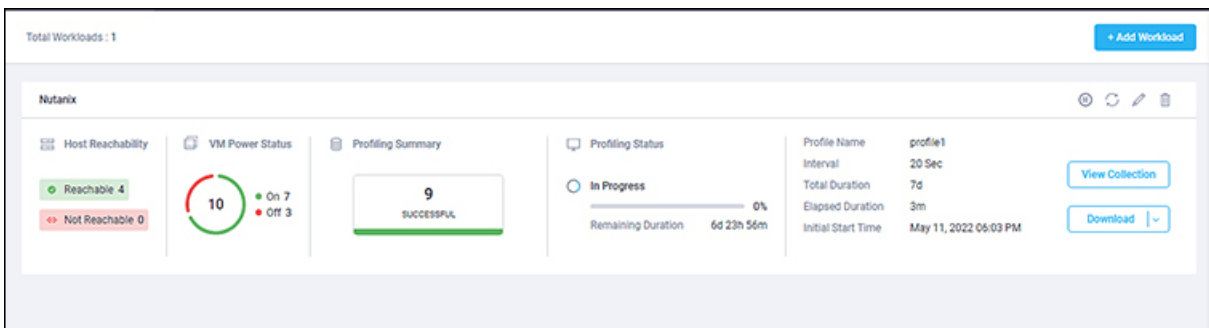 Total Workloads : 1
+ Add Workload
Nutanix
Host Reachability
Reachable 4
Not Reachable 0
VM Power Status
10
On 7
Off 3
Profiling Summary
9
SUCCESSFUL
Profiling Status
In Progress
0%
Remaining Duration 6d 23h 56m
Profile Name profile1
Interval 20 Sec
Total Duration 7d
Elapsed Duration 3m
Initial Start Time May 11, 2022 06:03 PM
View Collection
Download